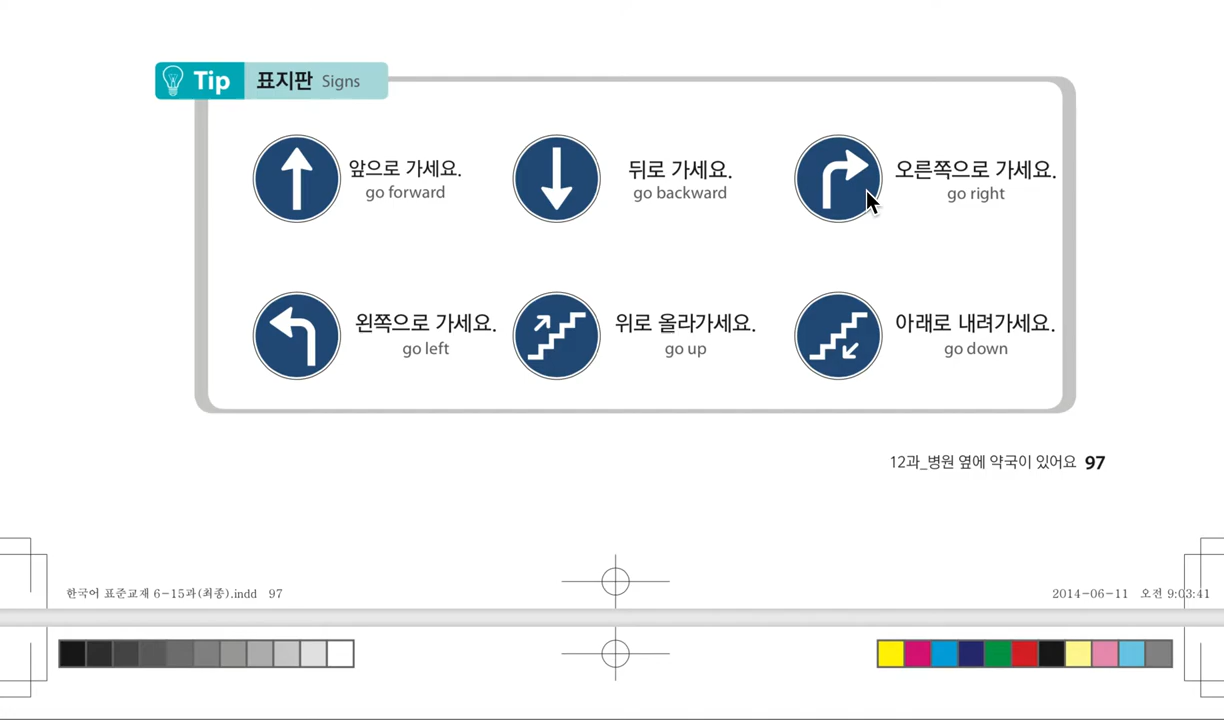 Tip 표지판 Signs
앞으로 가세요.
go forward
뒤로 가세요.
go backward
오른쪽으로 가세요.
go right
왼쪽으로 가세요.
go left
위로 올라가세요.
go up
아래로 내려가세요.
go down
12과_병원 옆에 약국이 있어요 97
한국어 표준교재 6-15과(최종).indd 97
2014-06-11 오전 9:03:41